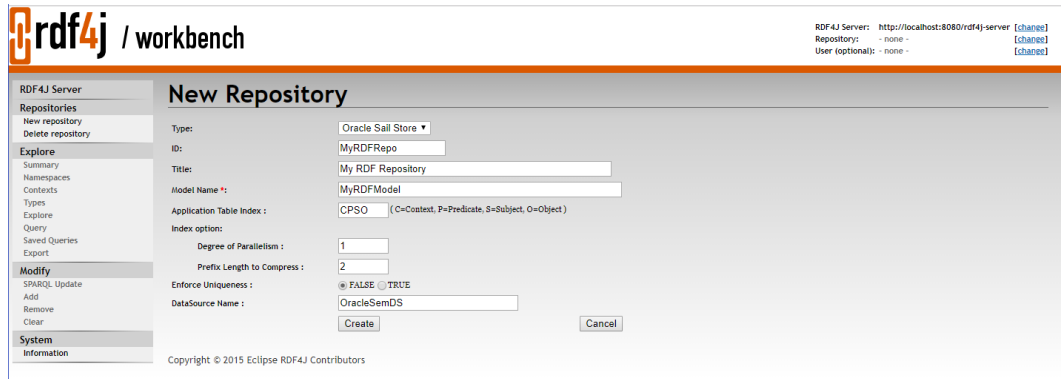 rdf4j / workbench
RDF4J Server: http://localhost:8080/rdf4j-server [change]
Repository: - none - [change]
User (optional): - none - [change]
RDF4J Server
Repositories
New repository
Delete repository
Explore
Summary
Namespaces
Contexts
Types
Explore
Query
Saved Queries
Export
Modify
SPARQL Update
Add
Remove
Clear
System
Information
New Repository
Type: Oracle Sail Store
ID: MyRDFRepo
Title: My RDF Repository
Model Name *: MyRDFModel
Application Table Index : CPSO ( C=Context, P=Predicate, S=Subject, O=Object )
Index option:
Degree of Parallelism : 1
Prefix Length to Compress : 2
Enforce Uniqueness : FALSE TRUE
DataSource Name : OracleSemDS
Create Cancel
Copyright © 2015 Eclipse RDF4J Contributors